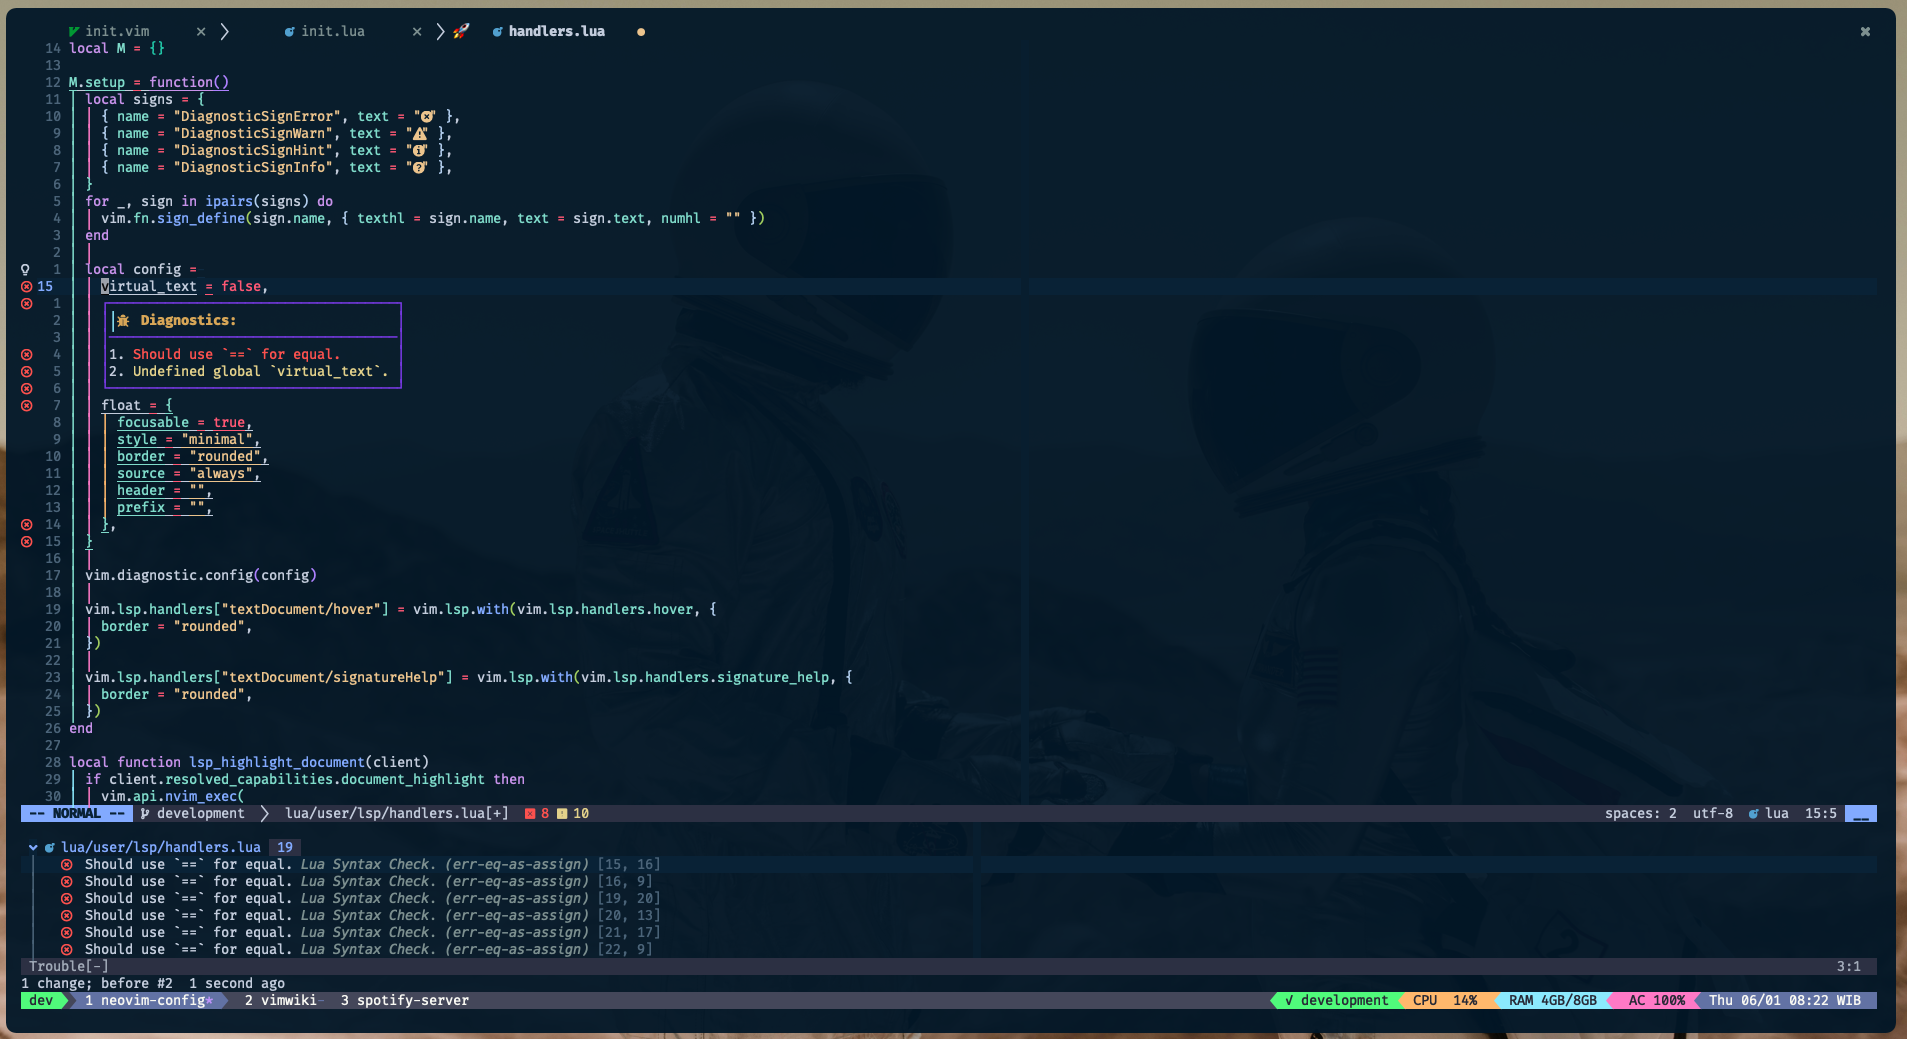 init.vim × init.lua × handlers.lua ●
14 local M = {}
13
12 M.setup = function()
11 local signs = {
10 { name = "DiagnosticSignError", text = "" },
9 { name = "DiagnosticSignWarn", text = "" },
8 { name = "DiagnosticSignHint", text = "" },
7 { name = "DiagnosticSignInfo", text = "" },
6 }
5 for _, sign in ipairs(signs) do
4 vim.fn.sign_define(sign.name, { texthl = sign.name, text = sign.text, numhl = "" })
3 end
2
1 local config =
15 virtual_text = false,
1
2 Diagnostics:
3
4 1. Should use `==` for equal.
5 2. Undefined global `virtual_text`.
6
7 float = {
8 focusable = true,
9 style = "minimal",
10 border = "rounded",
11 source = "always",
12 header = "",
13 prefix = "",
14 },
15 }
16
17 vim.diagnostic.config(config)
18
19 vim.lsp.handlers["textDocument/hover"] = vim.lsp.with(vim.lsp.handlers.hover, {
20 border = "rounded",
21 })
22
23 vim.lsp.handlers["textDocument/signatureHelp"] = vim.lsp.with(vim.lsp.handlers.signature_help, {
24 border = "rounded",
25 })
26 end
27
28 local function lsp_highlight_document(client)
29 if client.resolved_capabilities.document_highlight then
30 vim.api.nvim_exec(
-- NORMAL -- development lua/user/lsp/handlers.lua[+] 8 10 spaces: 2 utf-8 lua 15:5 __
lua/user/lsp/handlers.lua 19
Should use `==` for equal. Lua Syntax Check. (err-eq-as-assign) [15, 16]
Should use `==` for equal. Lua Syntax Check. (err-eq-as-assign) [16, 9]
Should use `==` for equal. Lua Syntax Check. (err-eq-as-assign) [19, 20]
Should use `==` for equal. Lua Syntax Check. (err-eq-as-assign) [20, 13]
Should use `==` for equal. Lua Syntax Check. (err-eq-as-assign) [21, 17]
Should use `==` for equal. Lua Syntax Check. (err-eq-as-assign) [22, 9]
Trouble[-] 3:1
1 change; before #2 1 second ago
dev 1 neovim-config* 2 vimwiki- 3 spotify-server √ development CPU 14% RAM 4GB/8GB AC 100% Thu 06/01 08:22 WIB